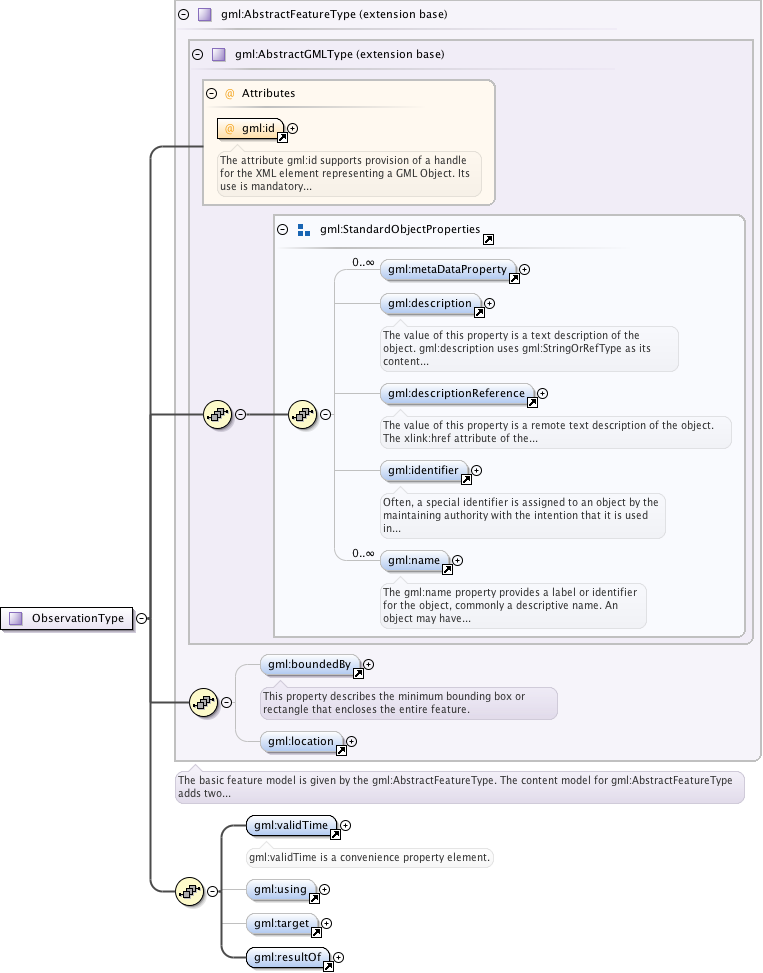 gml:AbstractFeatureType (extension base)
gml:AbstractGMLType (extension base)
@ Attributes
@ gml:id
The attribute gml:id supports provision of a handle
for the XML element representing a GML Object. Its
use is mandatory...
gml:StandardObjectProperties
0..∞
gml:metaDataProperty
gml:description
The value of this property is a text description of the
object. gml:description uses gml:StringOrRefType as its
content...
gml:descriptionReference
The value of this property is a remote text description of the object.
The xlink:href attribute of the...
gml:identifier
Often, a special identifier is assigned to an object by the
maintaining authority with the intention that it is used
in...
0..∞
gml:name
The gml:name property provides a label or identifier
for the object, commonly a descriptive name. An
object may have...
ObservationType
gml:boundedBy
This property describes the minimum bounding box or
rectangle that encloses the entire feature.
gml:location
The basic feature model is given by the gml:AbstractFeatureType. The content model for gml:AbstractFeatureType
adds two...
gml:validTime
gml:validTime is a convenience property element.
gml:using
gml:target
gml:resultOf